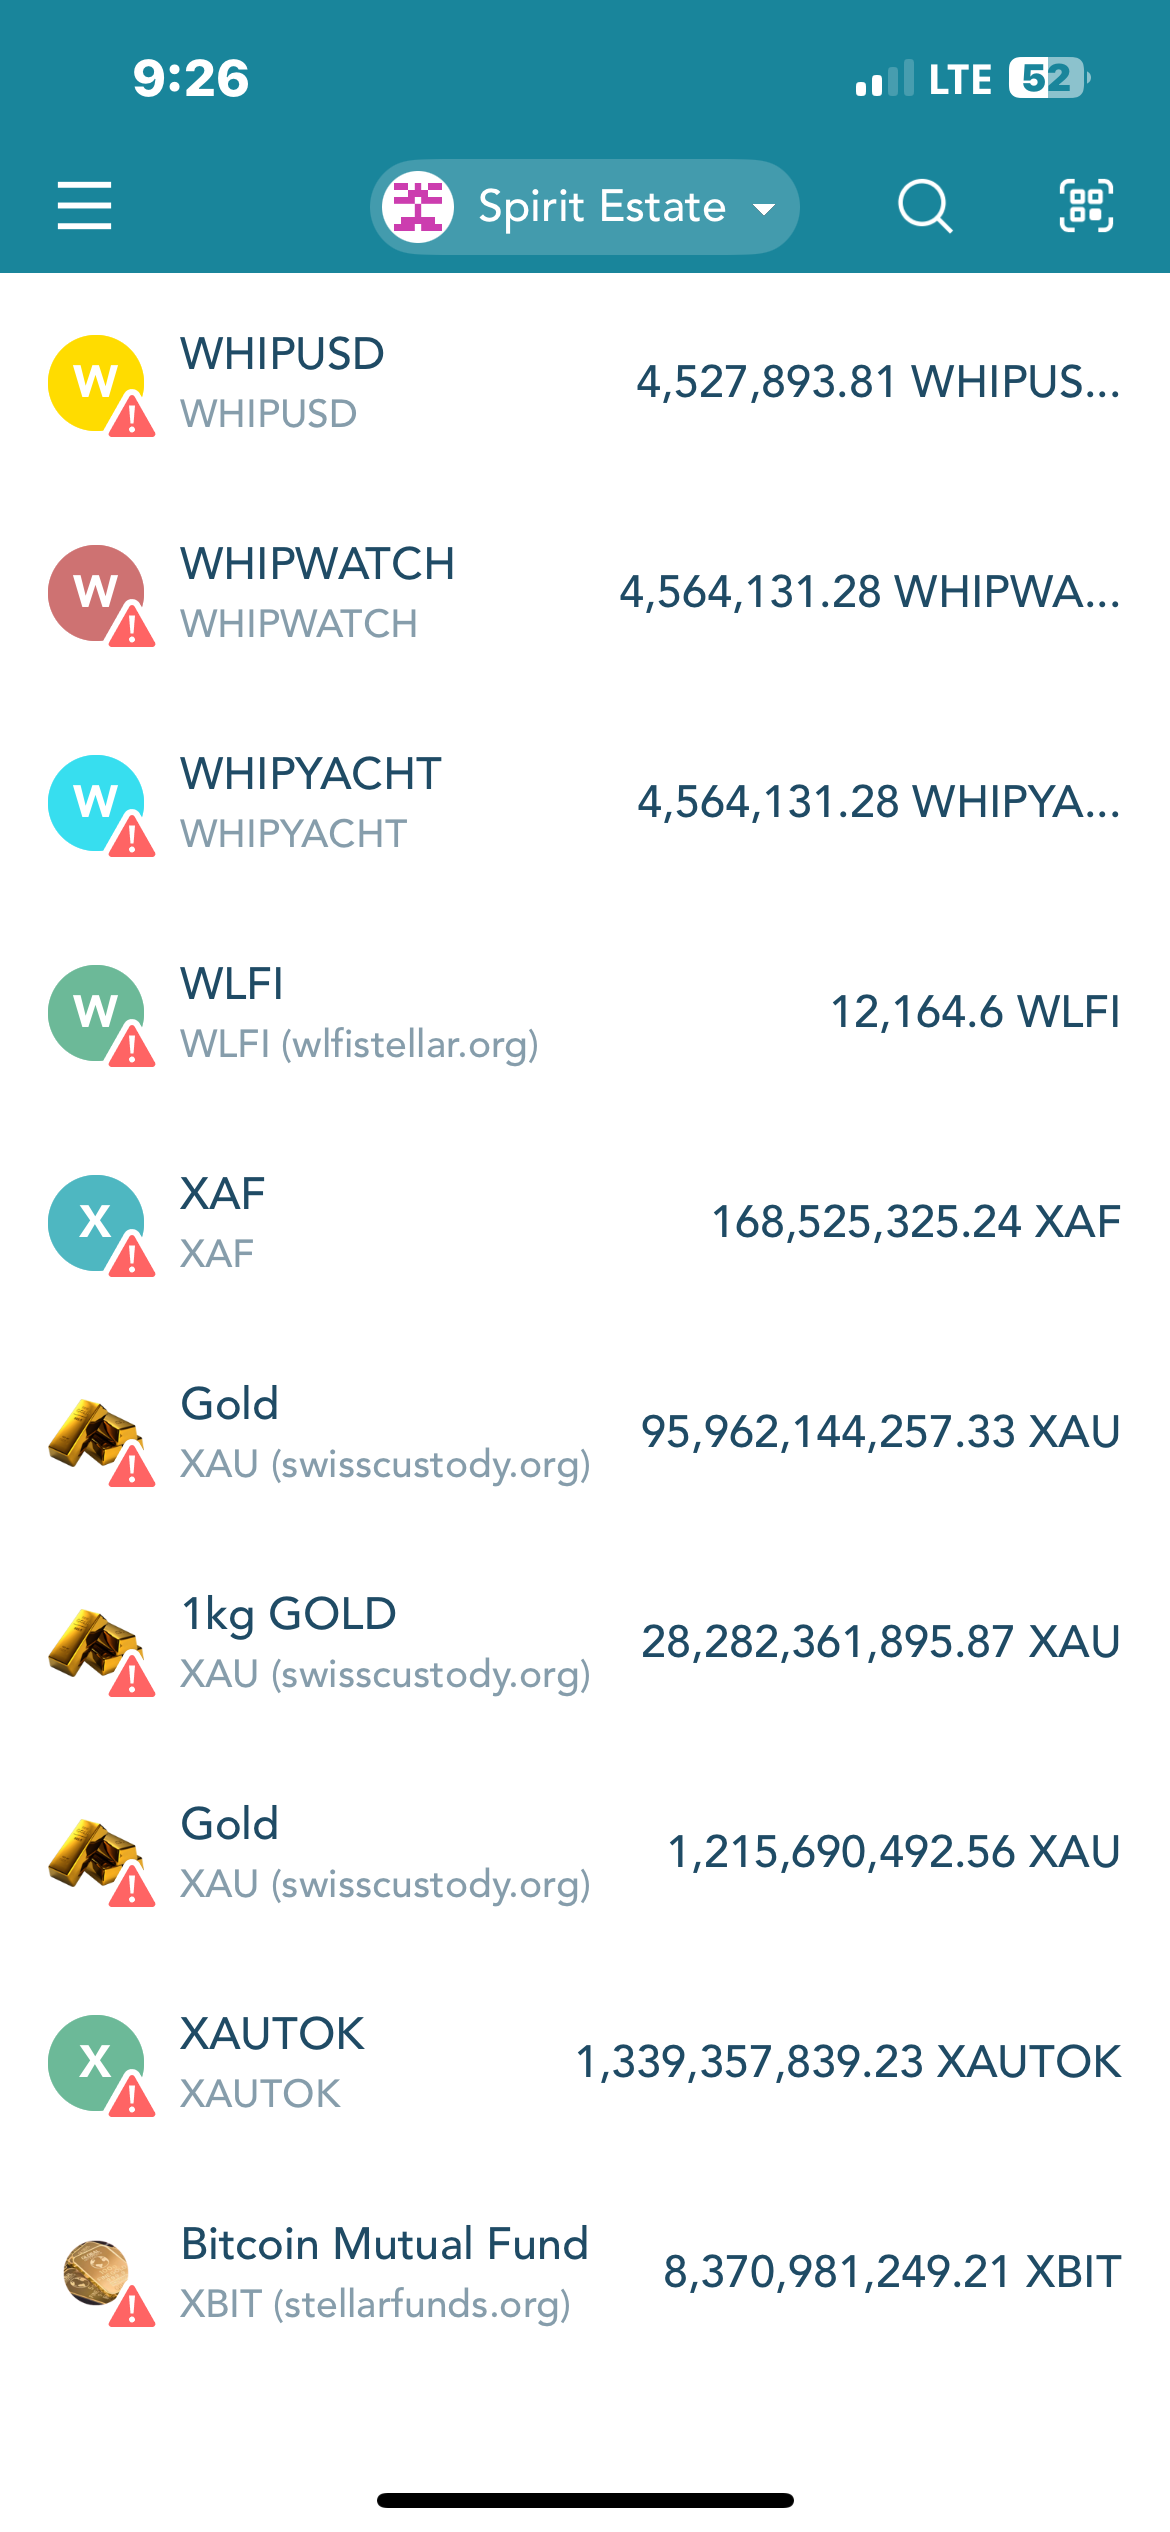 9:26
LTE 52
Spirit Estate
W
WHIPUSD
WHIPUSD
4,527,893.81 WHIPUS...
W
WHIPWATCH
WHIPWATCH
4,564,131.28 WHIPWA...
W
WHIPYACHT
WHIPYACHT
4,564,131.28 WHIPYA...
W
WLFI
WLFI (wlfistellar.org)
12,164.6 WLFI
X
XAF
XAF
168,525,325.24 XAF
Gold
XAU (swisscustody.org)
95,962,144,257.33 XAU
1kg GOLD
XAU (swisscustody.org)
28,282,361,895.87 XAU
Gold
XAU (swisscustody.org)
1,215,690,492.56 XAU
X
XAUTOK
XAUTOK
1,339,357,839.23 XAUTOK
Bitcoin Mutual Fund
XBIT (stellarfunds.org)
8,370,981,249.21 XBIT